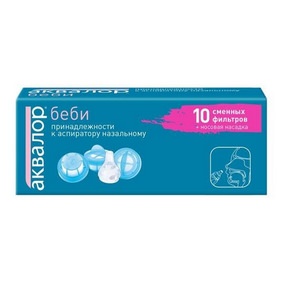 аквалор®
беби
принадлежности
к аспиратору назальному
10 сменных
фильтров
+ носовая насадка